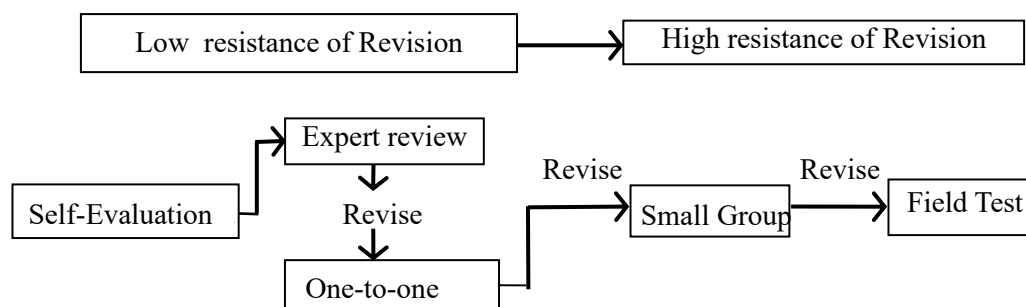 Low resistance of Revision
High resistance of Revision
Expert review
Self-Evaluation
Revise
One-to-one
Revise
Small Group
Revise
Field Test